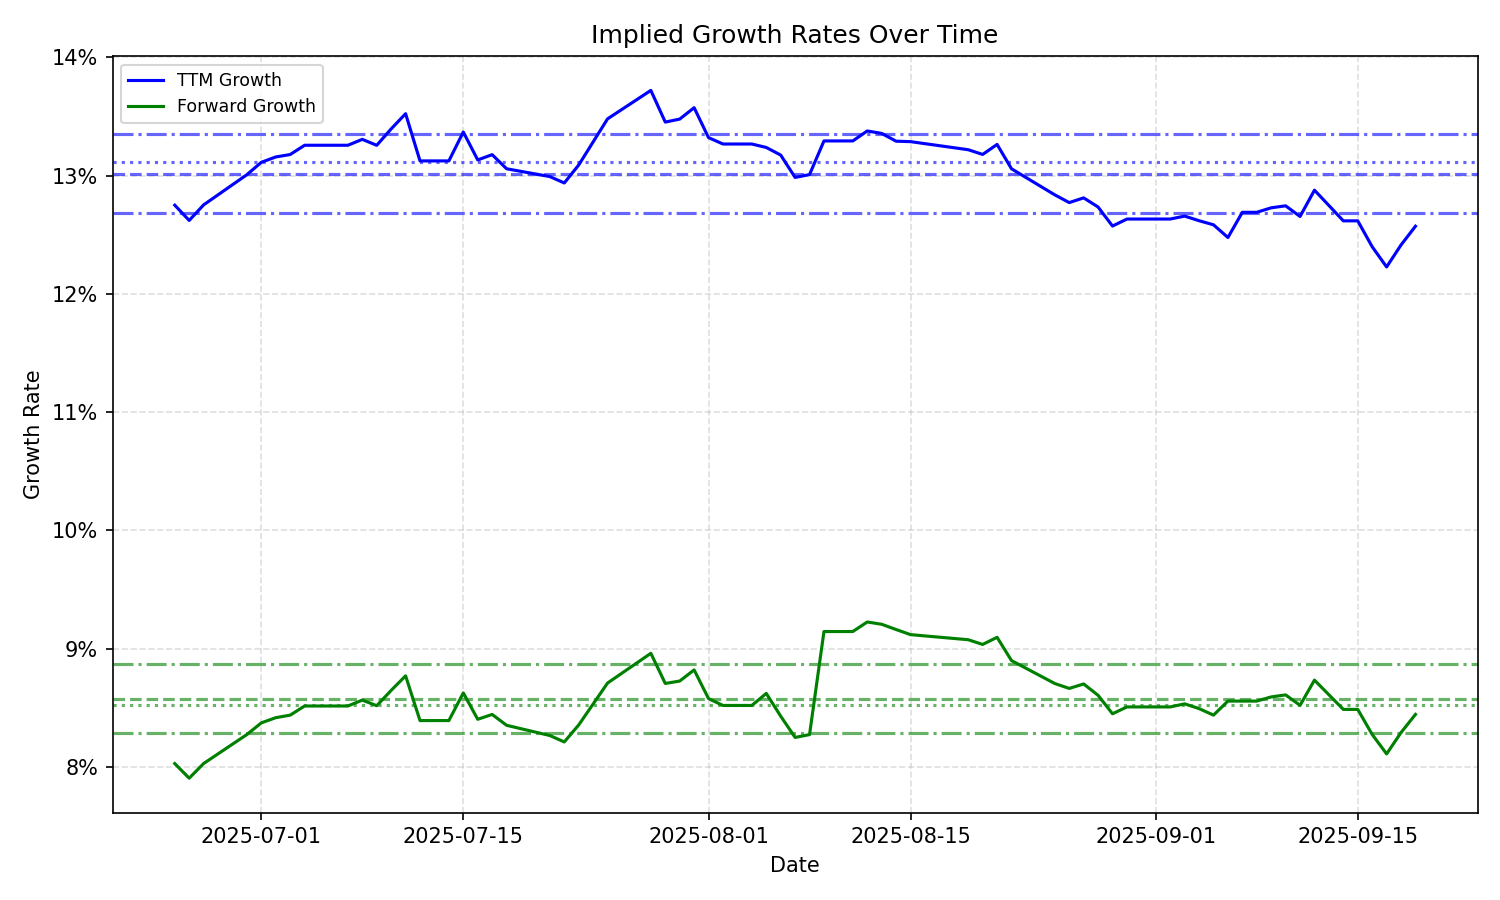 Implied Growth Rates Over Time
TTM Growth
Forward Growth
14%
13%
12%
11%
10%
9%
8%
Growth Rate
2025-07-01
2025-07-15
2025-08-01
2025-08-15
2025-09-01
2025-09-15
Date